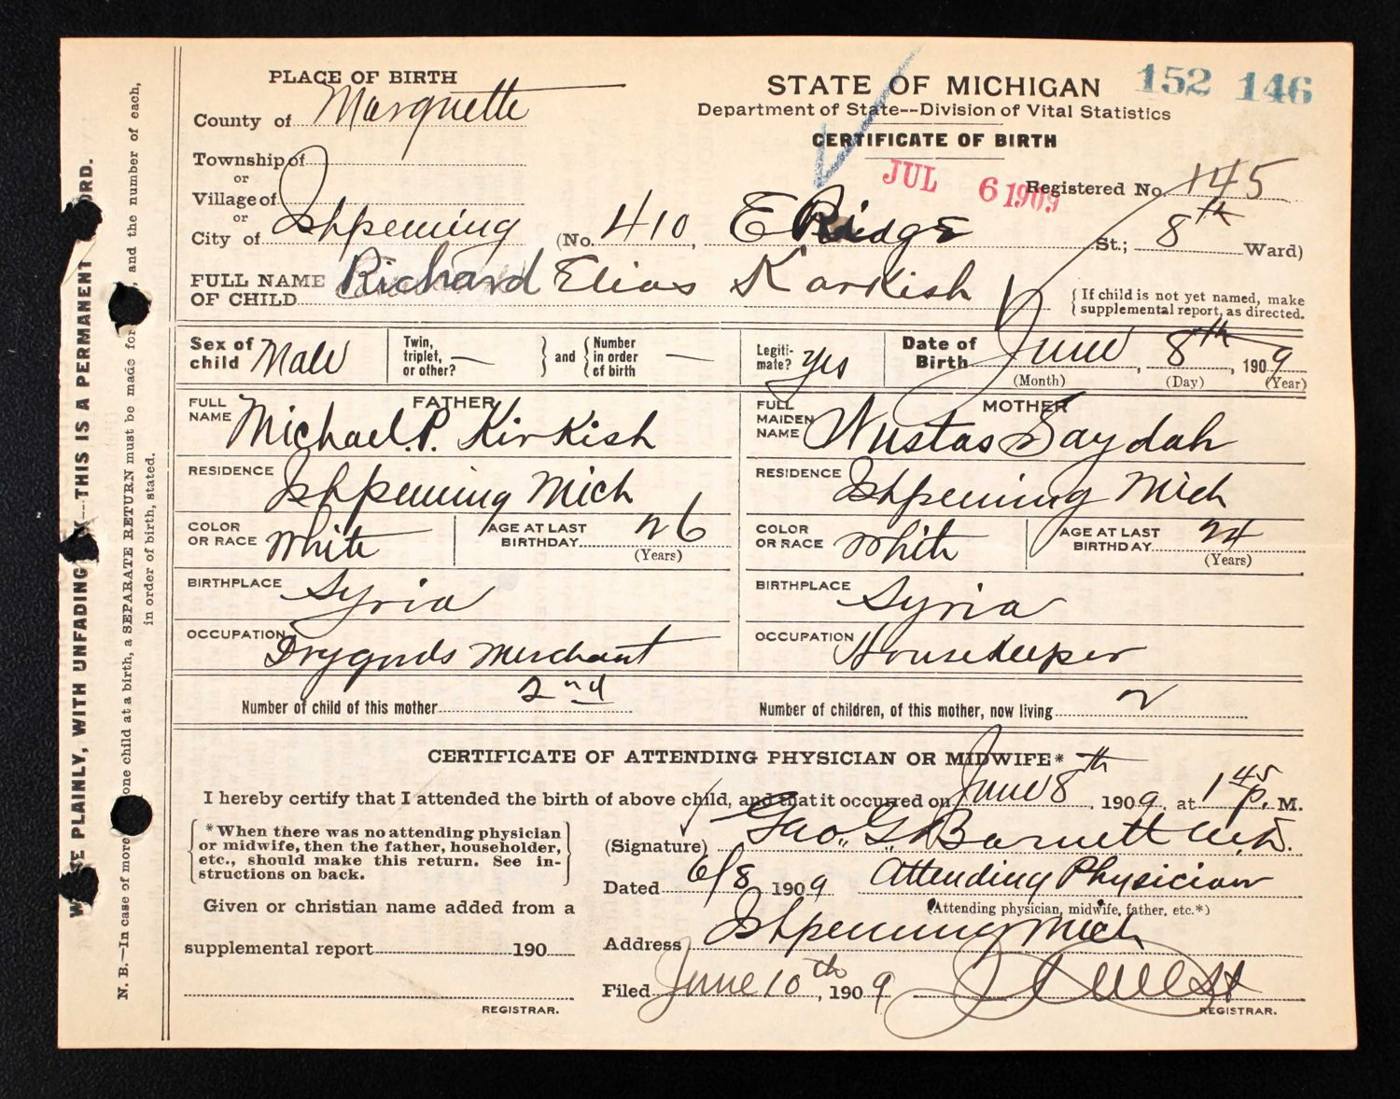 PLACE OF BIRTH
STATE OF MICHIGAN 152 146
County of Marquette
Department of State--Division of Vital Statistics
CERTIFICATE OF BIRTH
Township of
or
JUL 6 1909
Registered No. 145
Village of
or
City of Ishpeming (No. 410, E Ridge St.; 8th Ward)
FULL NAME OF CHILD Richard Elias Karkish
{If child is not yet named, make supplemental report, as directed.
Sex of child Male
Twin, triplet, or other? — } and { Number in order of birth —
Legitimate? yes
Date of Birth June 8th, 1909
(Month) (Day) (Year)
FATHER
FULL NAME Michael P. Kirkish
MOTHER
FULL MAIDEN NAME Nustas Saydah
RESIDENCE Ishpeming Mich
RESIDENCE Ishpeming Mich
COLOR OR RACE White
AGE AT LAST BIRTHDAY 26
(Years)
COLOR OR RACE White
AGE AT LAST BIRTHDAY 24
(Years)
BIRTHPLACE Syria
BIRTHPLACE Syria
OCCUPATION Drygoods Merchant
OCCUPATION Housekeeper
Number of child of this mother 2nd
Number of children, of this mother, now living 2
CERTIFICATE OF ATTENDING PHYSICIAN OR MIDWIFE*
I hereby certify that I attended the birth of above child, and that it occurred on June 8th, 1909, at 1 45 P. M.
*When there was no attending physician
or midwife, then the father, householder,
etc., should make this return. See in-
structions on back.
(Signature) Geo. G. Barnett M.D.
Dated 6/8 1909 Attending Physician
(Attending physician, midwife, father, etc.*)
Given or christian name added from a
supplemental report 190
Address Ishpeming Mich
Filed June 10th, 1909
REGISTRAR.
REGISTRAR.
WRITE PLAINLY, WITH UNFADING INK—THIS IS A PERMANENT RECORD.
N. B.—In case of more than one child at a birth, a SEPARATE RETURN must be made for each, and the number of each,
in order of birth, stated.